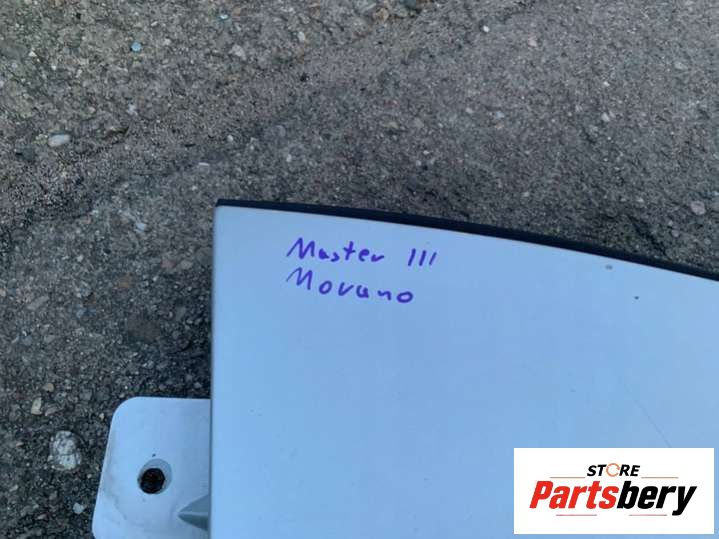 Master III
Movano
STORE
Partsbery